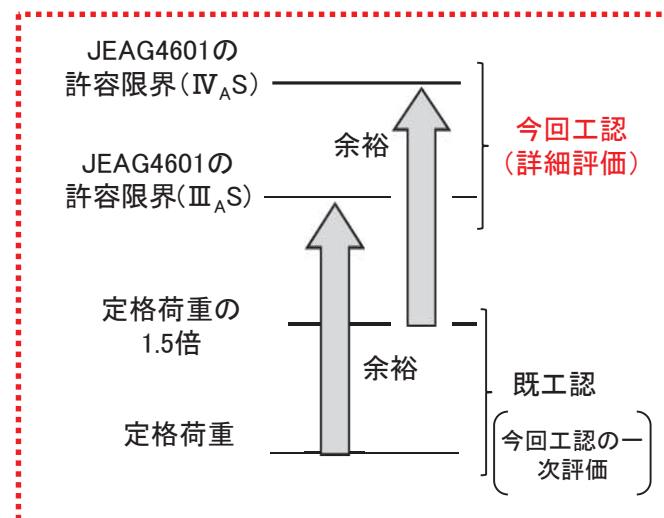 JEAG4601の
許容限界(ⅣAS)
余裕
今回工認
(詳細評価)
JEAG4601の
許容限界(ⅢAS)
定格荷重の
1.5倍
余裕
既工認
定格荷重
今回工認の一
次評価